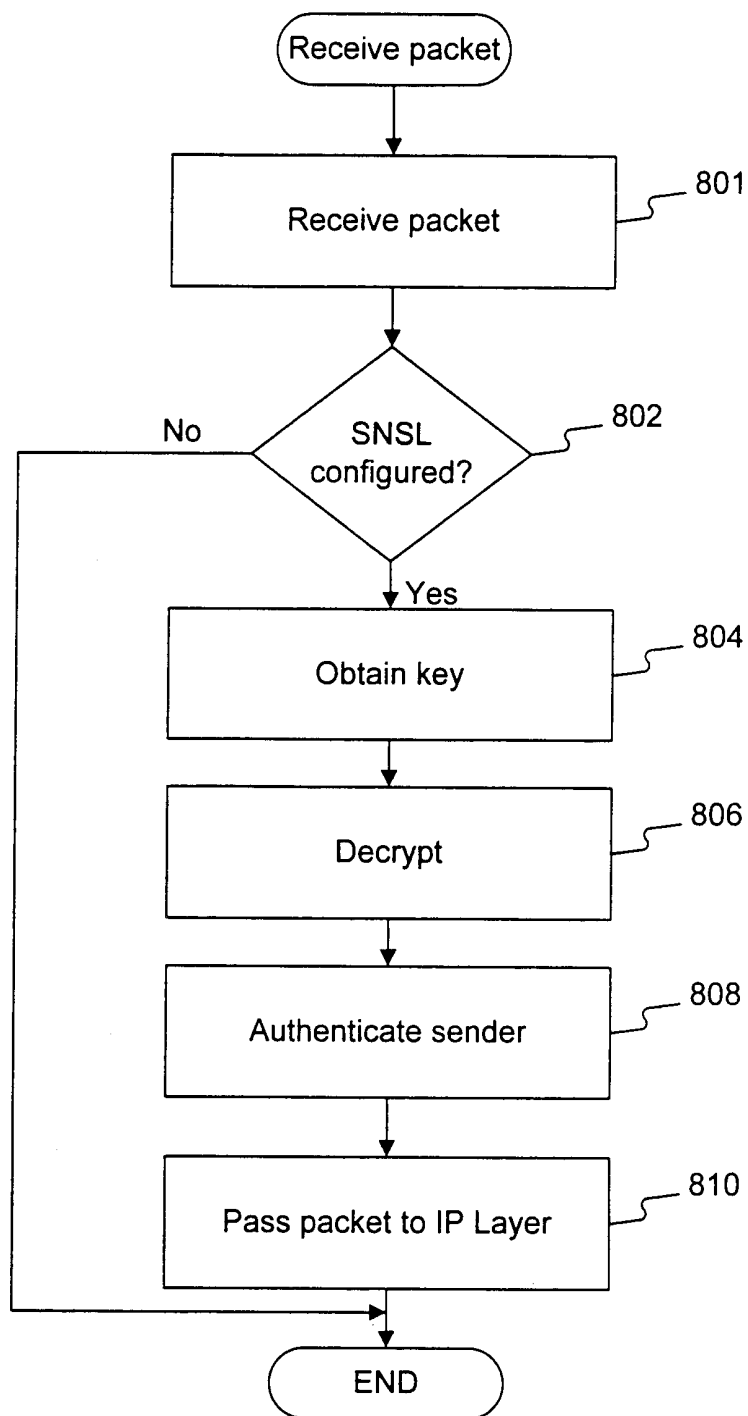 Receive packet
Receive packet
801
SNSL
configured?
802
No
Yes
Obtain key
804
Decrypt
806
Authenticate sender
808
Pass packet to IP Layer
810
END